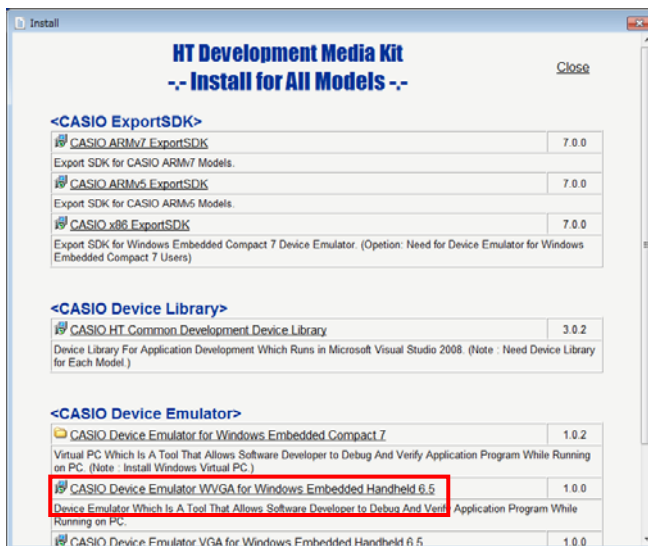 Install
HT Development Media Kit
-.- Install for All Models -.-
Close
<CASIO ExportSDK>
CASIO ARMv7 ExportSDK 7.0.0
Export SDK for CASIO ARMv7 Models.
CASIO ARMv5 ExportSDK 7.0.0
Export SDK for CASIO ARMv5 Models.
CASIO x86 ExportSDK 7.0.0
Export SDK for Windows Embedded Compact 7 Device Emulator. (Opetion: Need for Device Emulator for Windows
Embedded Compact 7 Users)
<CASIO Device Library>
CASIO HT Common Development Device Library 3.0.2
Device Library For Application Development Which Runs in Microsoft Visual Studio 2008. (Note : Need Device Library
for Each Model.)
<CASIO Device Emulator>
CASIO Device Emulator for Windows Embedded Compact 7 1.0.2
Virtual PC Which Is A Tool That Allows Software Developer to Debug And Verify Application Program While Running
on PC. (Note : Install Windows Virtual PC.)
CASIO Device Emulator WVGA for Windows Embedded Handheld 6.5 1.0.0
Device Emulator Which Is A Tool That Allows Software Developer to Debug And Verify Application Program While
Running on PC.
CASIO Device Emulator VGA for Windows Embedded Handheld 6.5 1.0.0